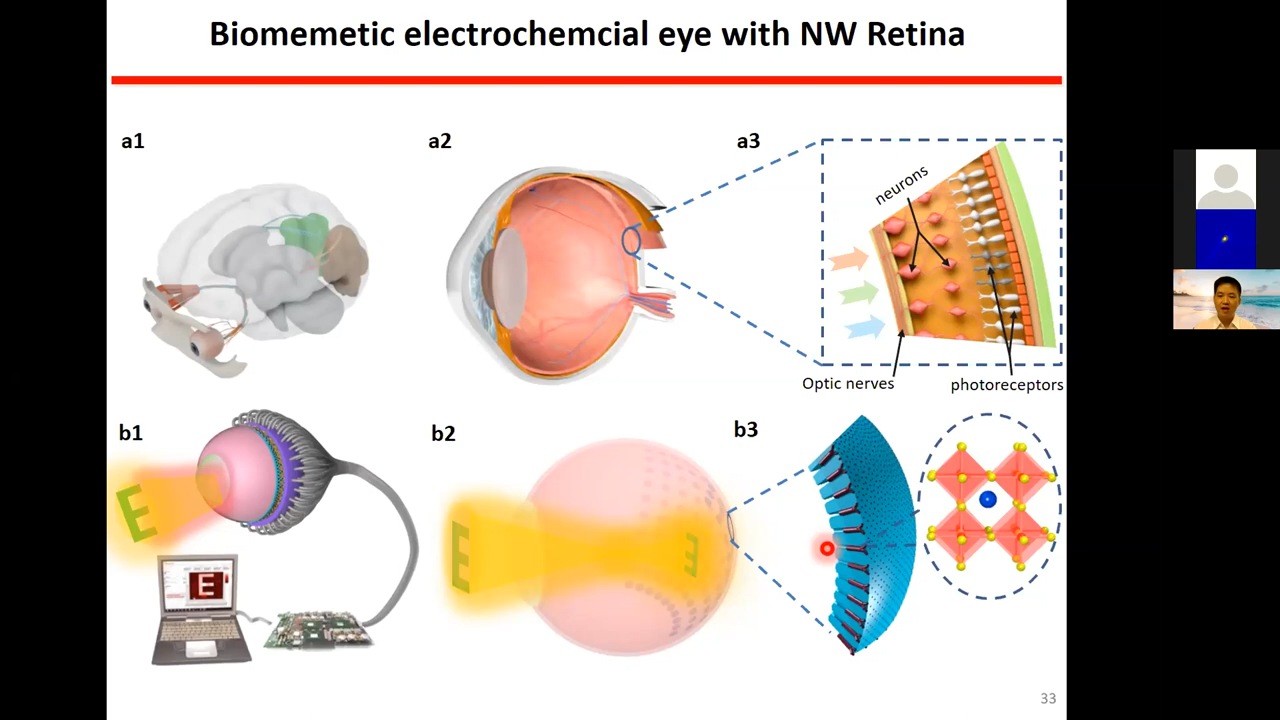 Biomemetic electrochemcial eye with NW Retina
a1
a2
a3
neurons
Optic nerves
photoreceptors
b1
b2
b3
E
E
E
E
33